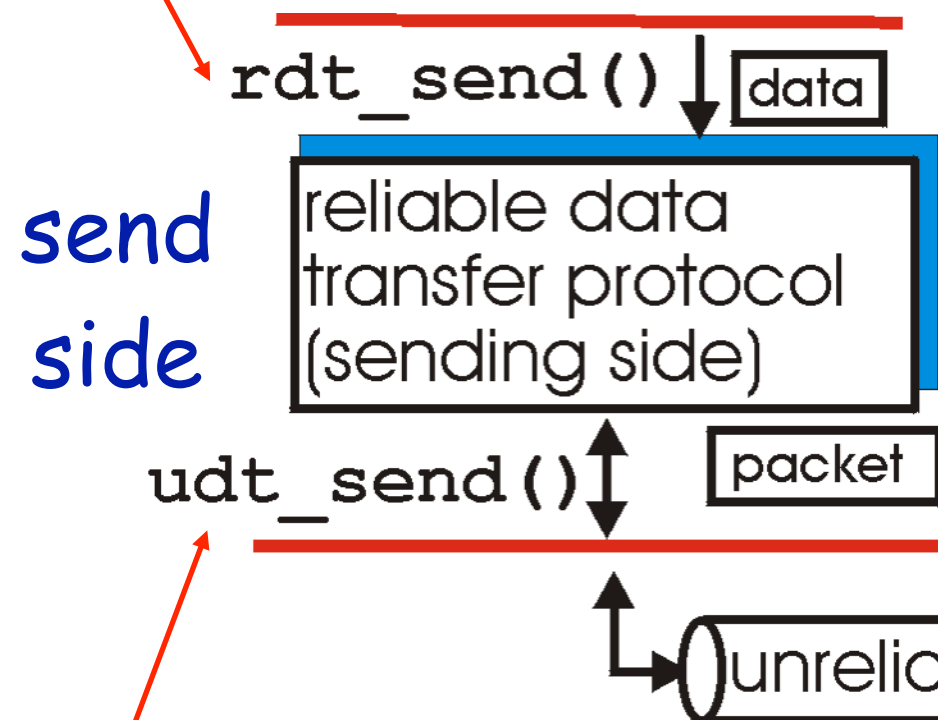 rdt_send()
data
send
side
reliable data
transfer protocol
(sending side)
udt_send()
packet